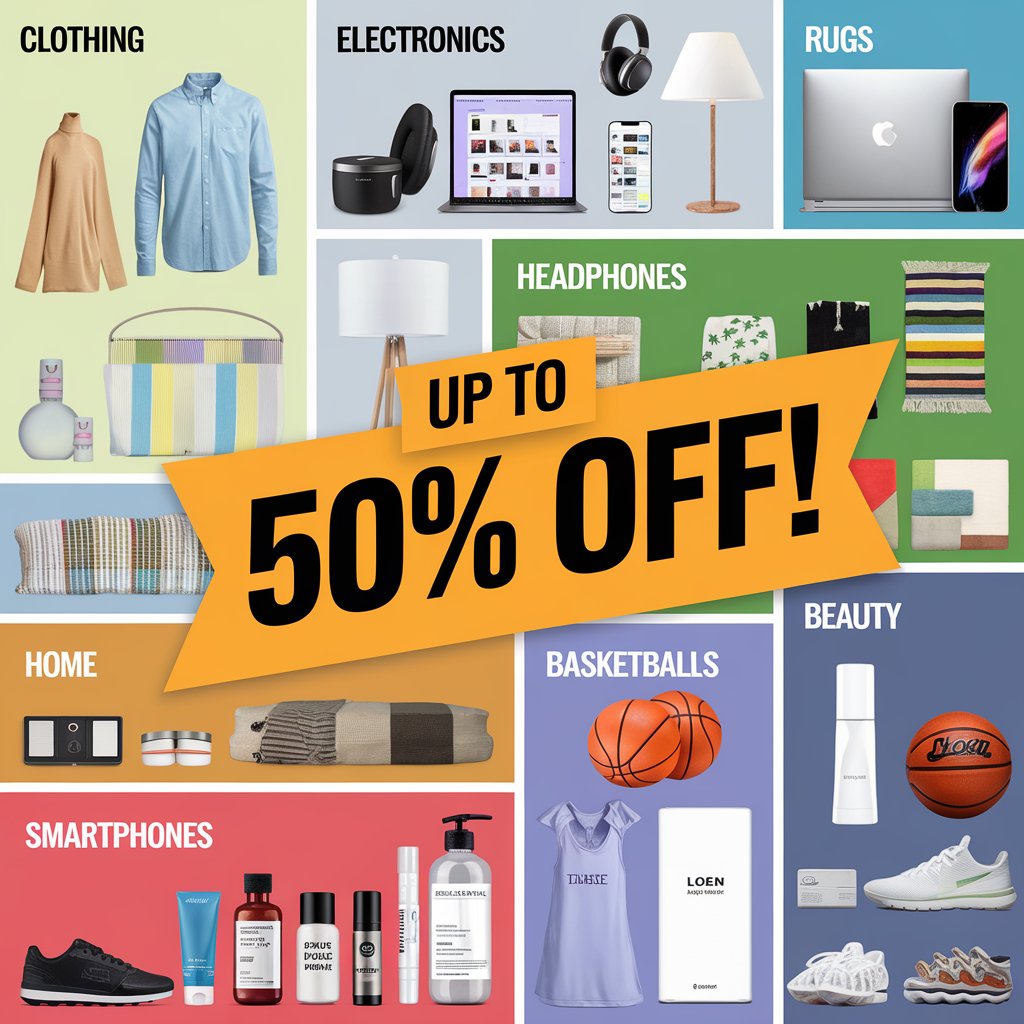 CLOTHING
ELECTRONICS
RUGS
HEADPHONES
UP TO
50% OFF!
HOME
BASKETBALLS
BEAUTY
SMARTPHONES
LOEN